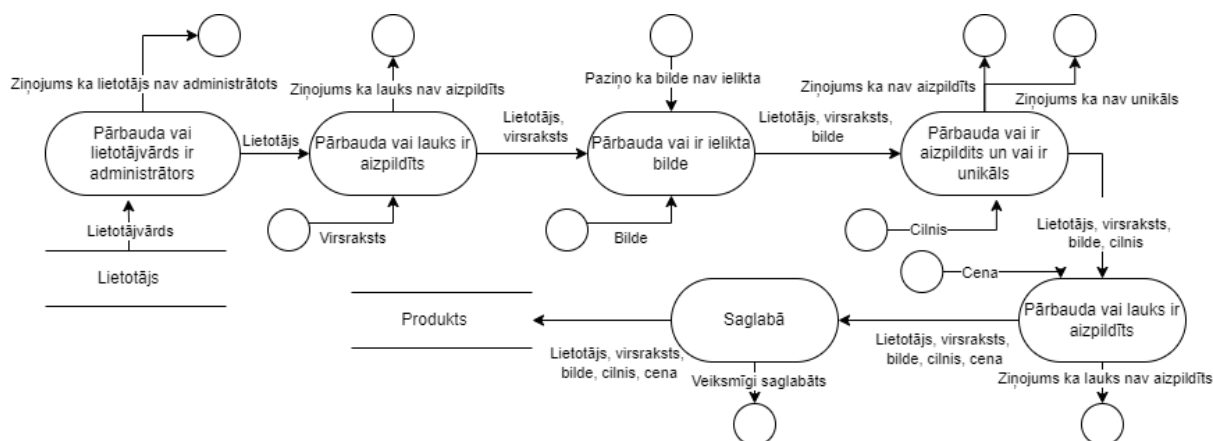 Ziņojums ka lietotājs nav administrātots
Ziņojums ka lauks nav aizpildīts
Paziņo ka bilde nav ielikta
Ziņojums ka nav aizpildīts
Ziņojums ka nav unikāls
Pārbauda vai
lietotājvārds ir
administrātors
Lietotājs
Pārbauda vai lauks ir
aizpildīts
Lietotājs,
virsraksts
Pārbauda vai ir ielikta
bilde
Lietotājs, virsraksts,
bilde
Pārbauda vai ir
aizpildits un vai ir
unikāls
Lietotājvārds
Virsraksts
Bilde
Cilnis
Lietotājs, virsraksts,
bilde, cilnis
Lietotājs
Cena
Produkts
Saglabā
Pārbauda vai lauks ir
aizpildīts
Lietotājs, virsraksts,
bilde, cilnis, cena
Lietotājs, virsraksts,
bilde, cilnis, cena
Veiksmīgi saglabāts
Ziņojums ka lauks nav aizpildīts